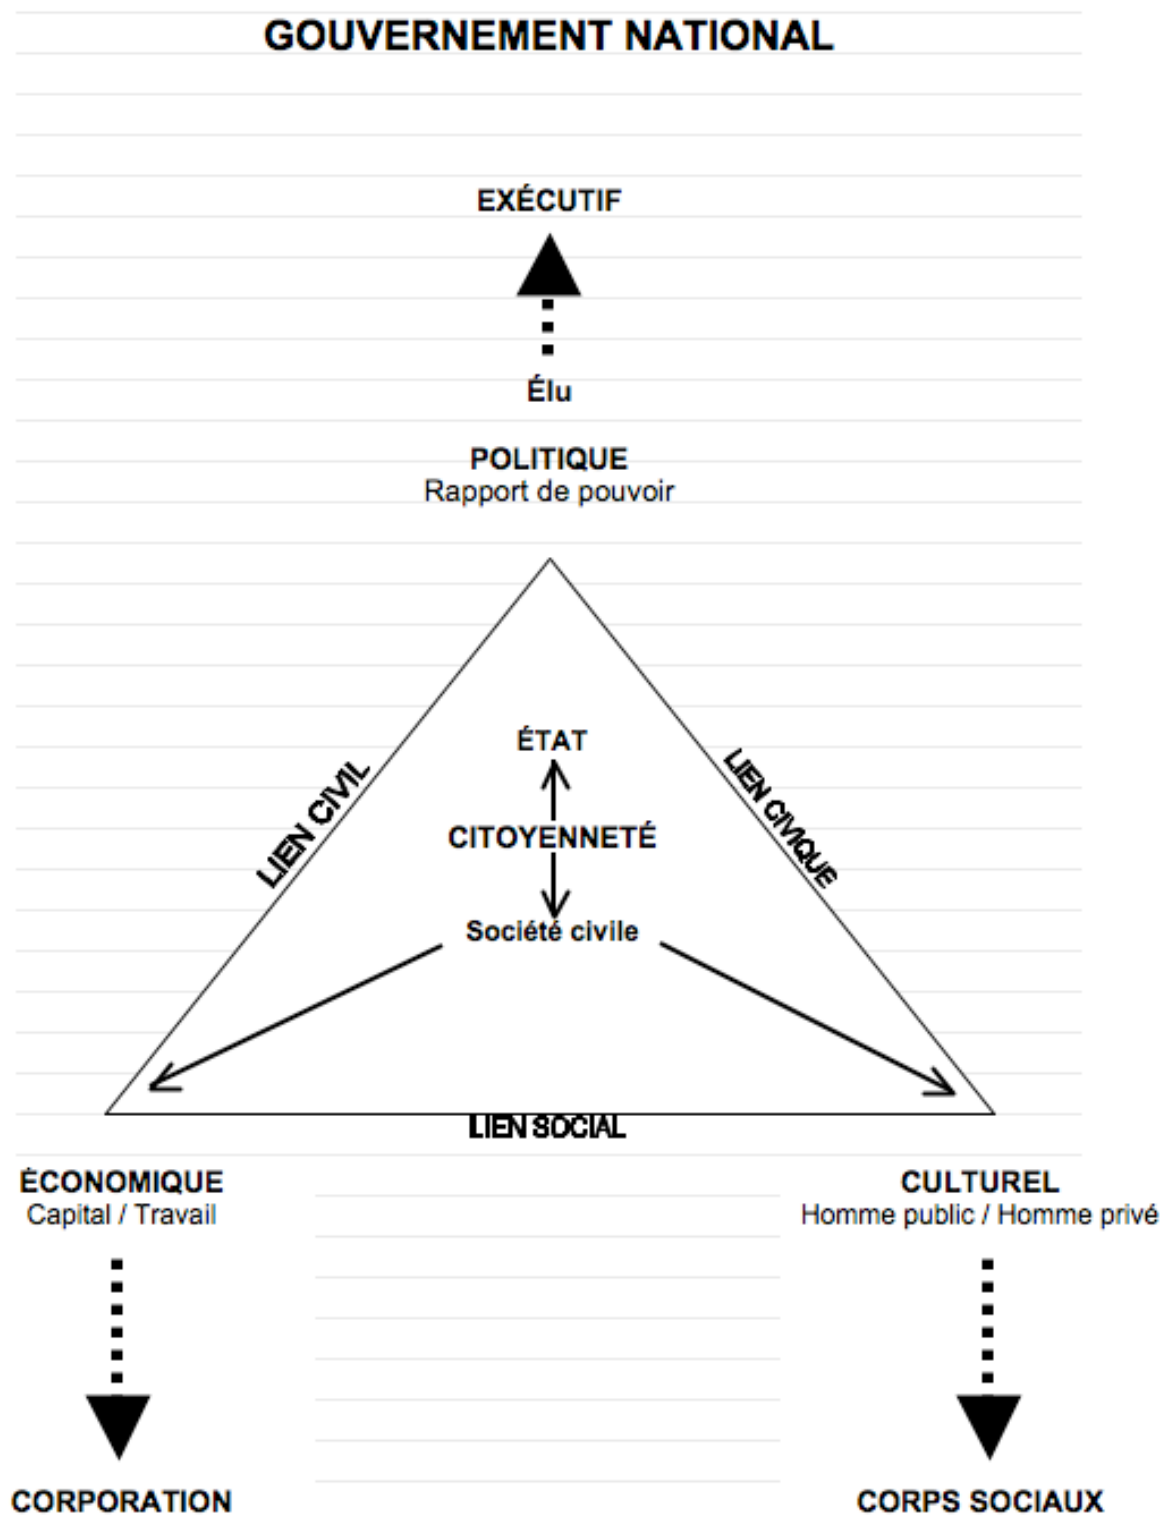 GOUVERNEMENT NATIONAL
EXÉCUTIF
Élu
POLITIQUE
Rapport de pouvoir
ÉTAT
LIEN CIVIL
LIEN CIVIQUE
CITOYENNETÉ
Société civile
LIEN SOCIAL
ÉCONOMIQUE
Capital / Travail
CULTUREL
Homme public / Homme privé
CORPORATION
CORPS SOCIAUX